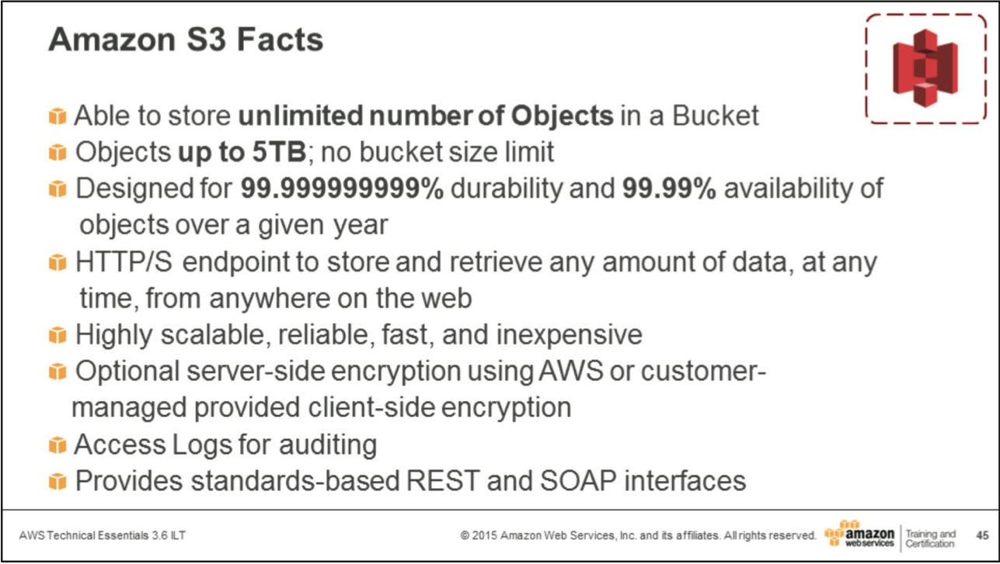 Amazon S3 Facts
Able to store unlimited number of Objects in a Bucket
Objects up to 5TB; no bucket size limit
Designed for 99.999999999% durability and 99.99% availability of
objects over a given year
HTTP/S endpoint to store and retrieve any amount of data, at any
time, from anywhere on the web
Highly scalable, reliable, fast, and inexpensive
Optional server-side encryption using AWS or customer-
managed provided client-side encryption
Access Logs for auditing
Provides standards-based REST and SOAP interfaces
AWS Technical Essentials 3.6 ILT
© 2015 Amazon Web Services, Inc. and its affiliates. All rights reserved.
amazon
webservices
Training and
Certification
45